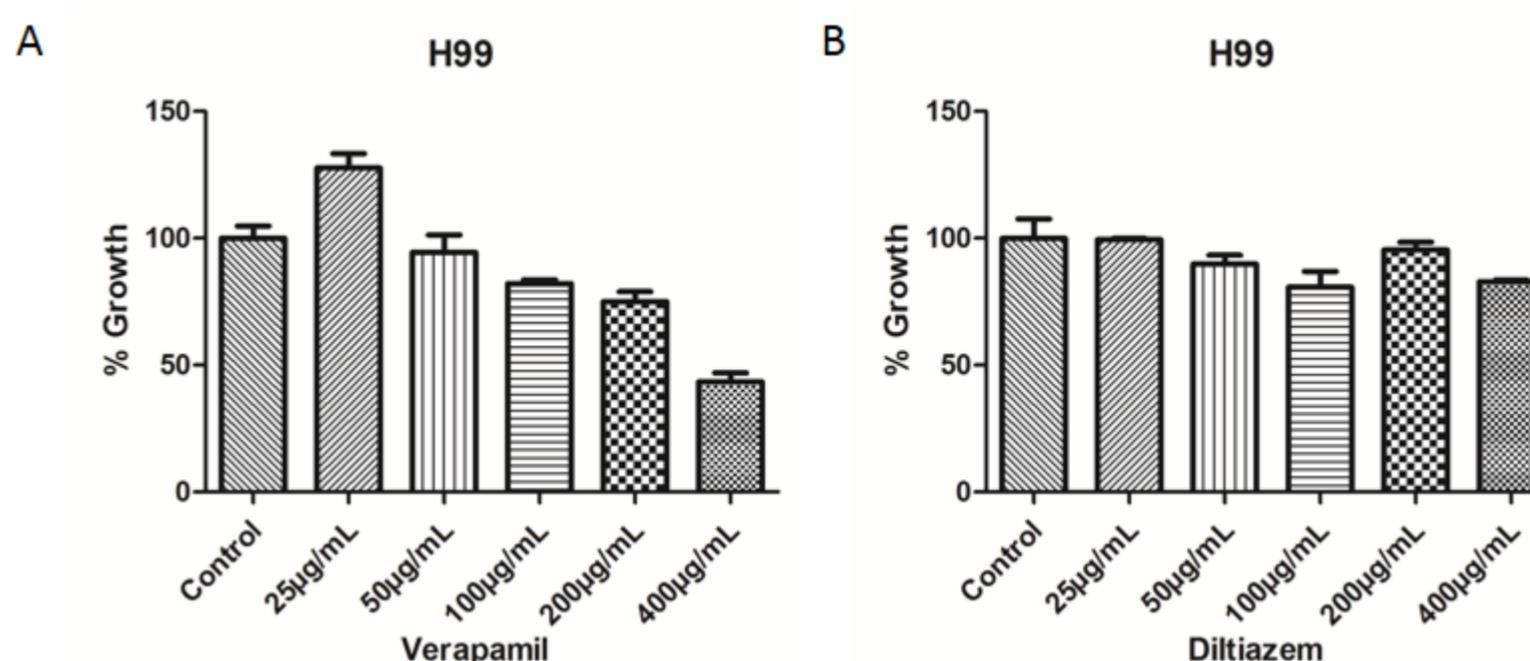 A
H99
150
100
50
0
% Growth
Control
25µg/mL
50µg/mL
100µg/mL
200µg/mL
400µg/mL
Verapamil
B
H99
150
100
50
0
% Growth
Control
25µg/mL
50µg/mL
100µg/mL
200µg/mL
400µg/mL
Diltiazem